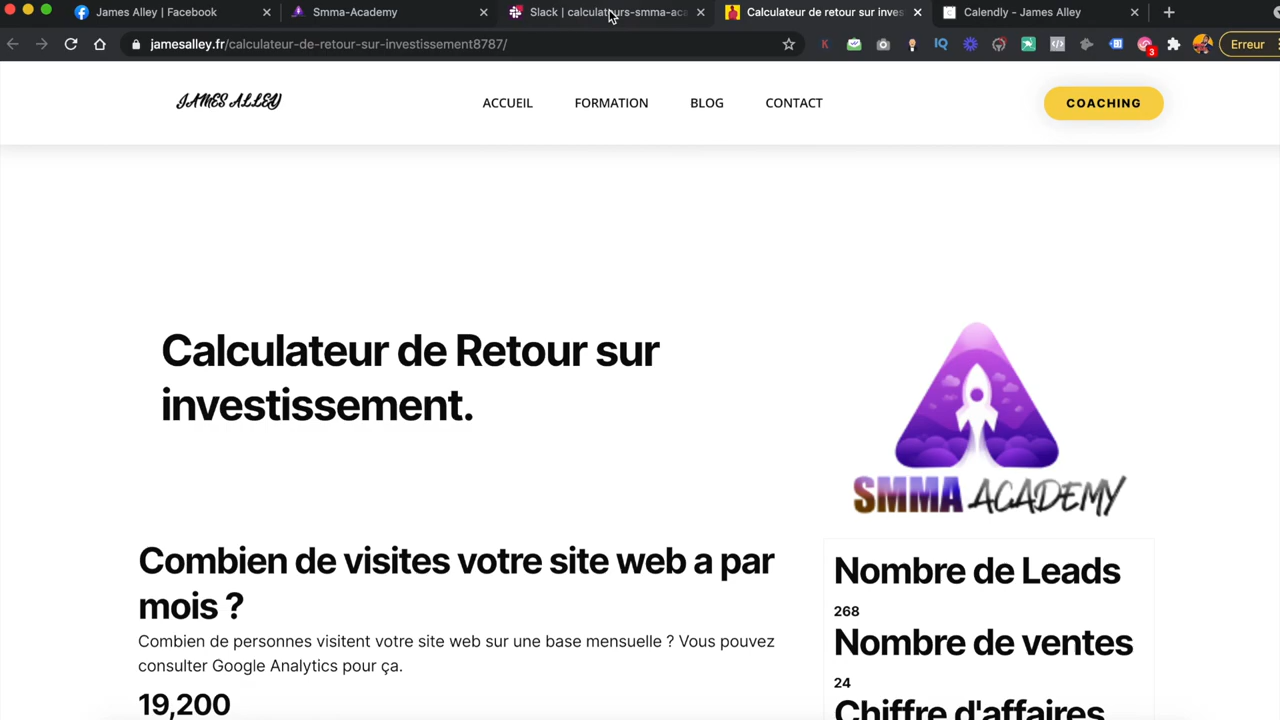 James Alley | Facebook
Smma-Academy
Slack | calculateurs-smma-aca
Calculateur de retour sur inves
Calendly - James Alley
jamesalley.fr/calculateur-de-retour-sur-investissement8787/
K
IQ
3
Erreur
JAMES ALLEY
ACCUEIL
FORMATION
BLOG
CONTACT
COACHING
Calculateur de Retour sur
investissement.
SMMA ACADEMY
Combien de visites votre site web a par
mois ?
Combien de personnes visitent votre site web sur une base mensuelle ? Vous pouvez
consulter Google Analytics pour ça.
19,200
Nombre de Leads
268
Nombre de ventes
24
Chiffre d'affaires